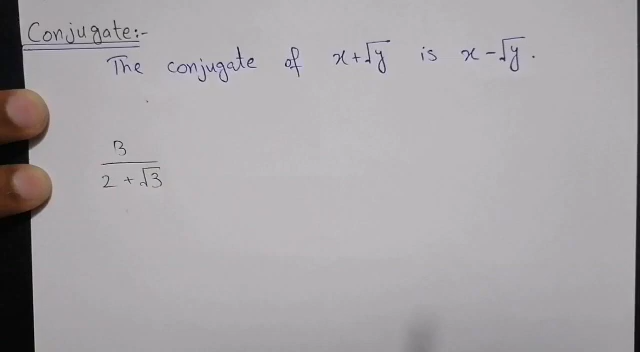 Conjugate:-
The conjugate of x+√y is x-√y.
3
2 + √3